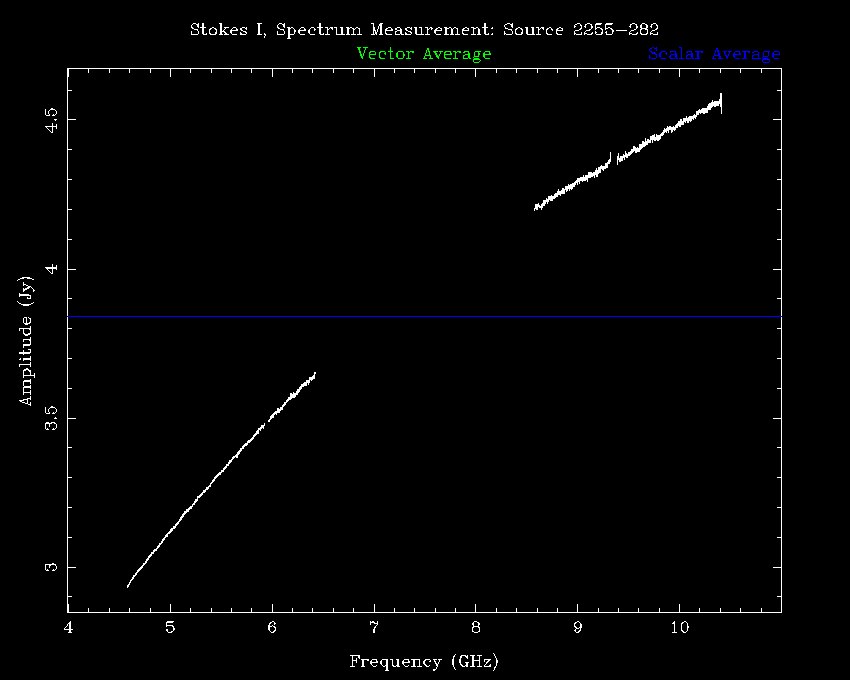 Stokes I, Spectrum Measurement: Source 2255-282
Vector Average Scalar Average
4.5
4
3.5
3
Amplitude (Jy)
4 5 6 7 8 9 10
Frequency (GHz)